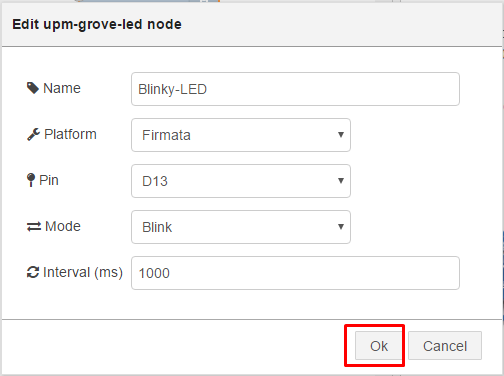 Edit upm-grove-led node
Name Blinky-LED
Platform Firmata
Pin D13
Mode Blink
Interval (ms) 1000
Ok Cancel